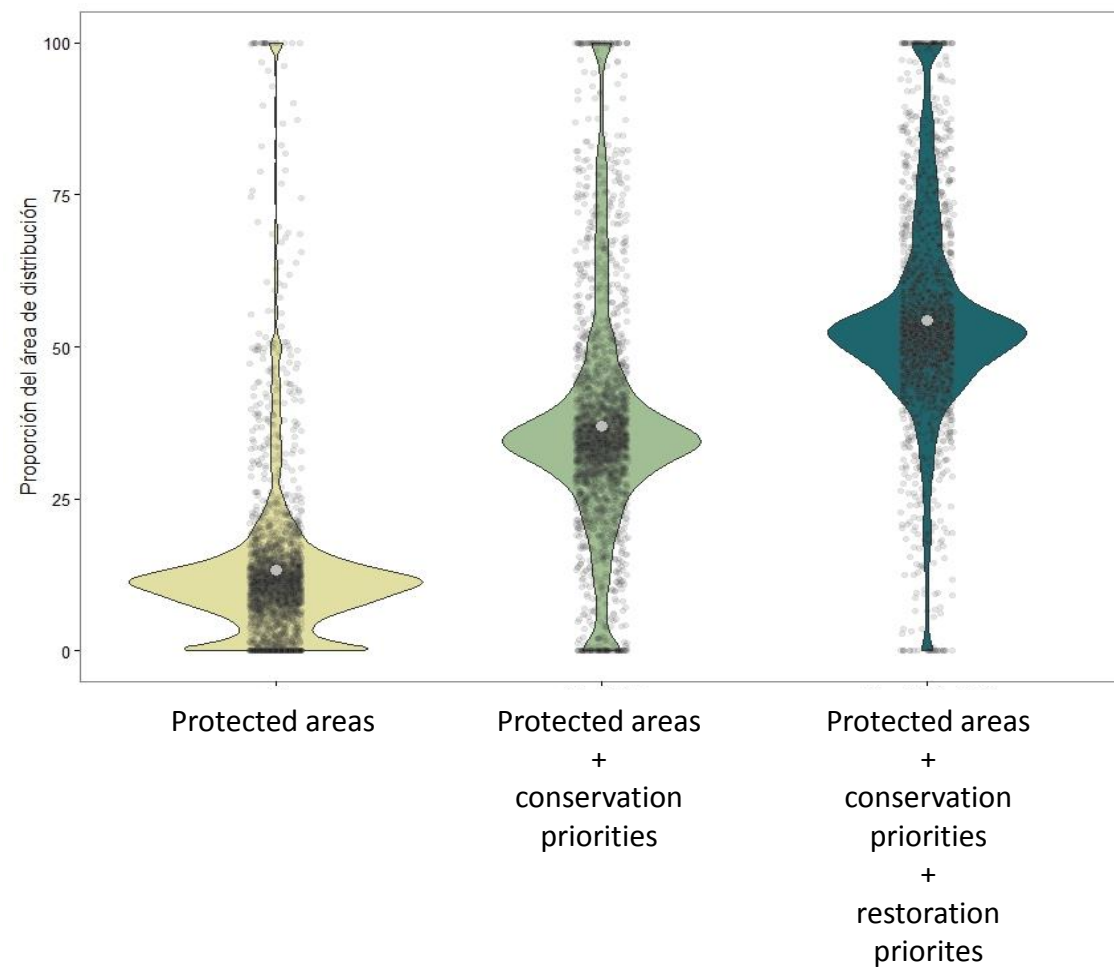 Proporción del área de distribución
100
75
50
25
0
Protected areas
Protected areas
+
conservation
priorities
Protected areas
+
conservation
priorities
+
restoration
priorites